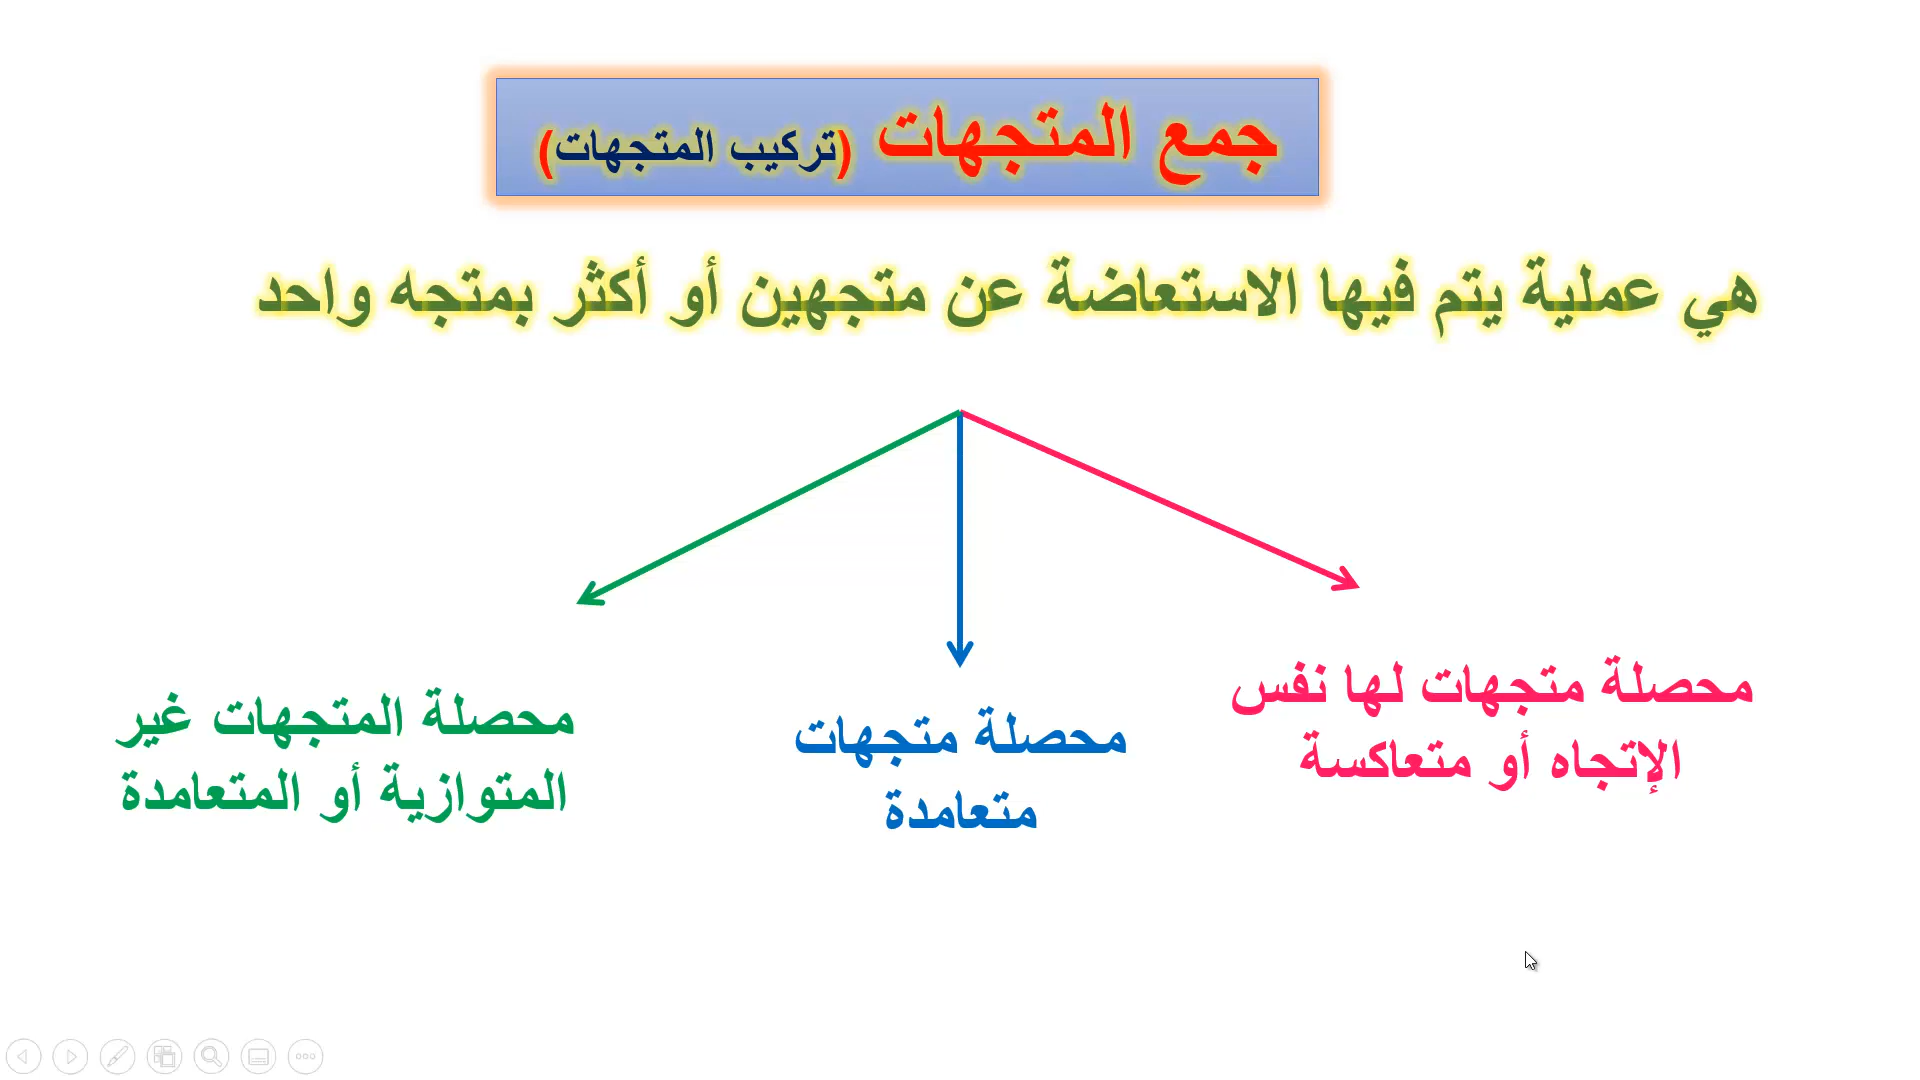 جمع المتجهات (تركيب المتجهات)
هي عملية يتم فيها الاستعاضة عن متجهين أو أكثر بمتجه واحد
محصلة متجهات لها نفس
الإتجاه أو متعاكسة
محصلة متجهات
متعامدة
محصلة المتجهات غير
المتوازية أو المتعامدة